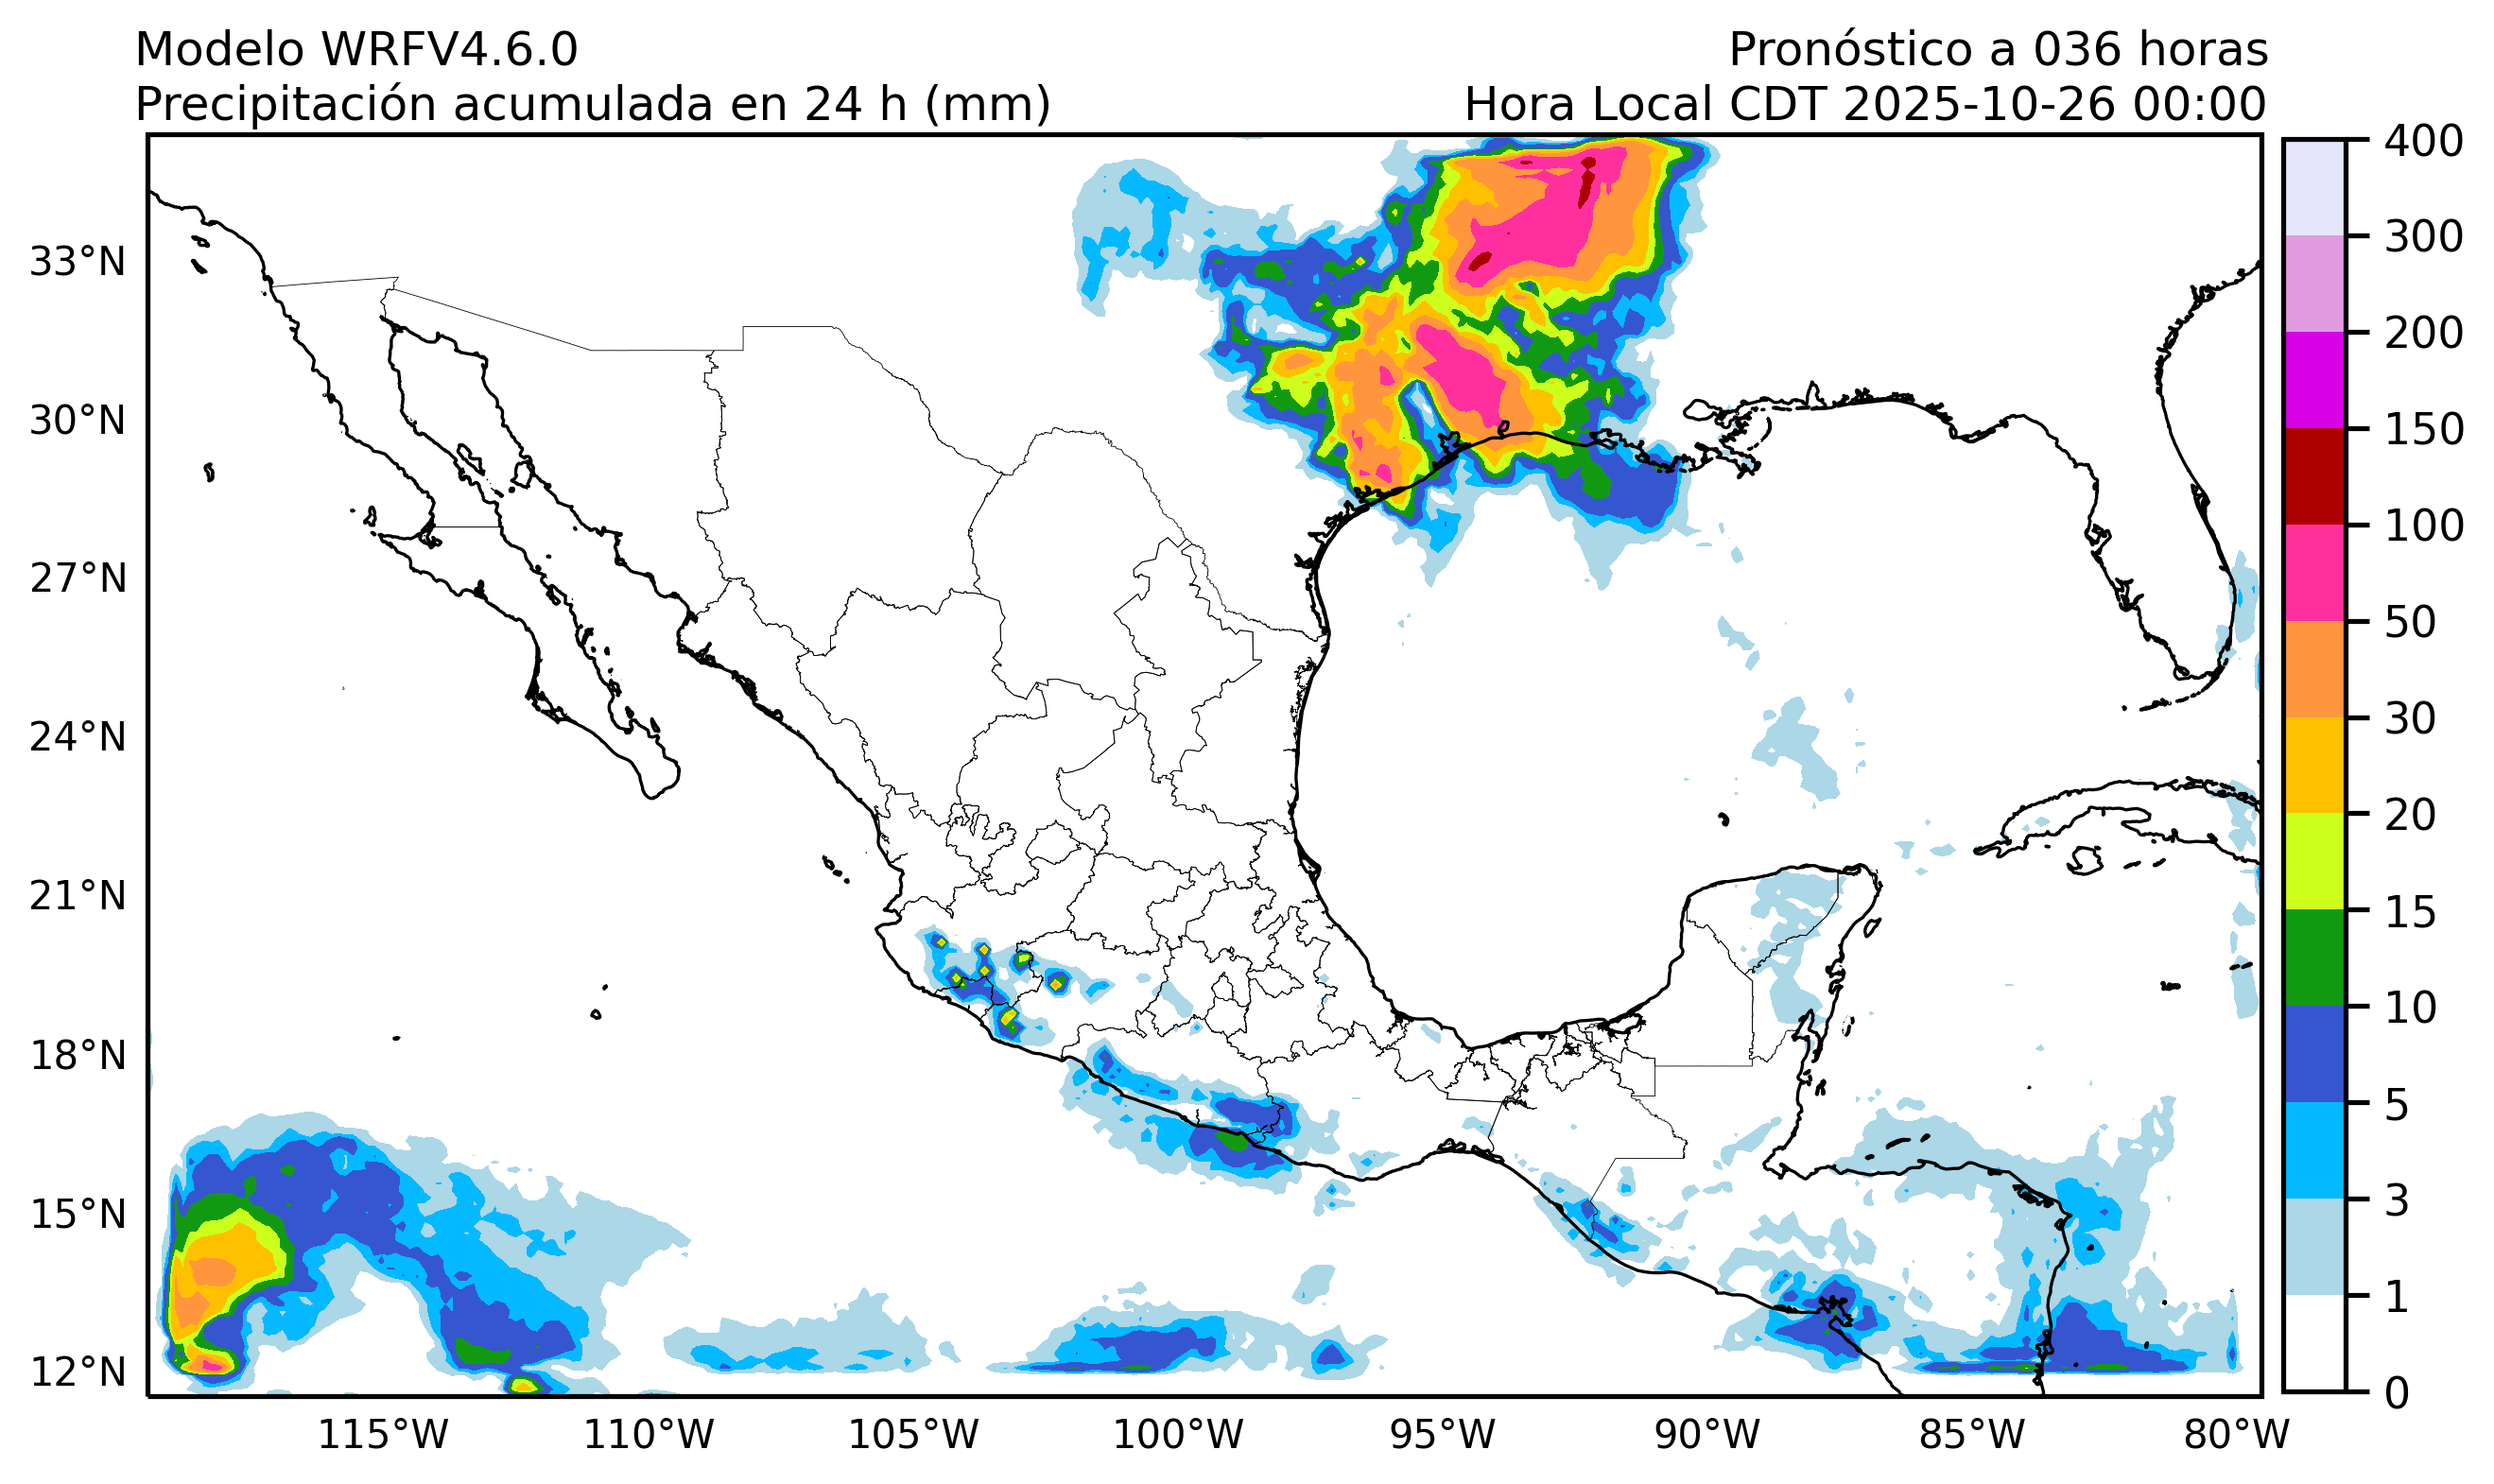 Modelo WRFV4.6.0
Pronóstico a 036 horas
Precipitación acumulada en 24 h (mm)
Hora Local CDT 2025-10-26 00:00
33°N
30°N
27°N
24°N
21°N
18°N
15°N
12°N
115°W
110°W
105°W
100°W
95°W
90°W
85°W
80°W
400
300
200
150
100
50
30
20
15
10
5
3
1
0